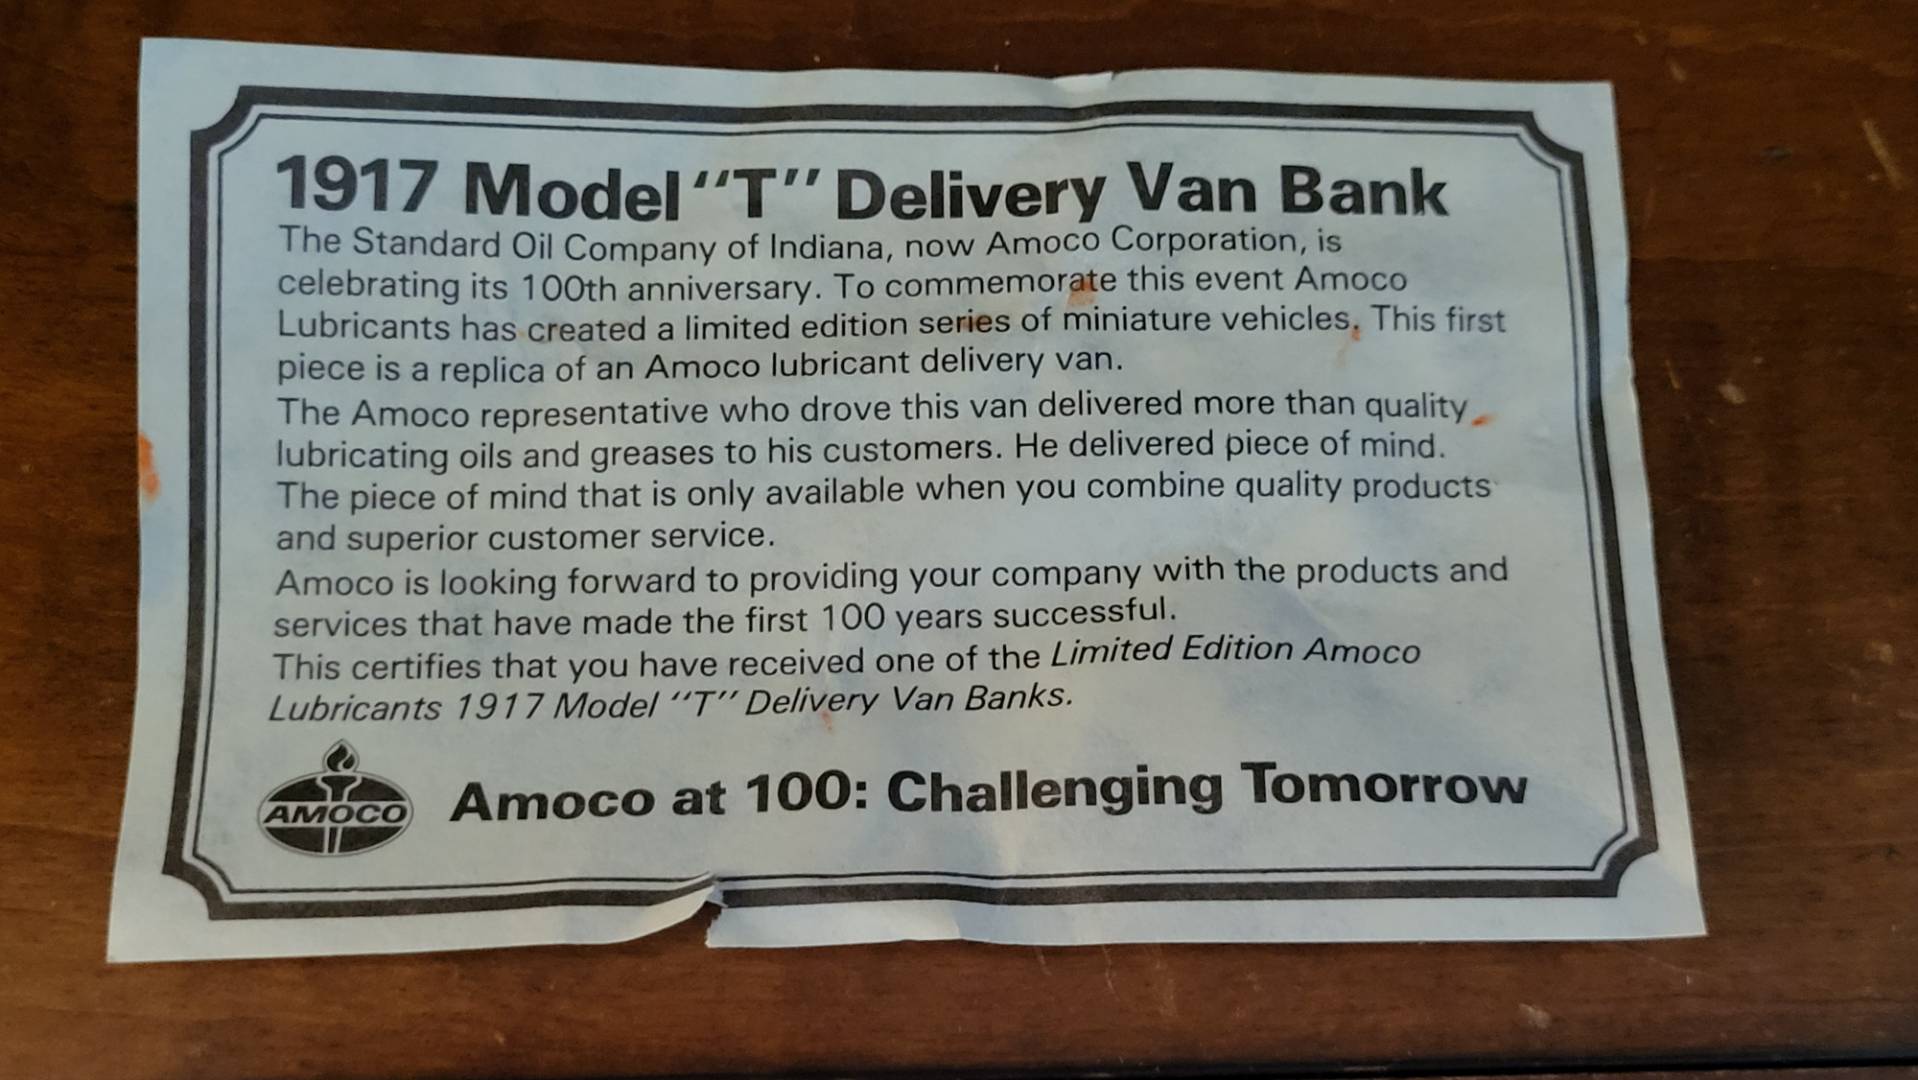 1917 Model "T" Delivery Van Bank
The Standard Oil Company of Indiana, now Amoco Corporation, is
celebrating its 100th anniversary. To commemorate this event Amoco
Lubricants has created a limited edition series of miniature vehicles. This first
piece is a replica of an Amoco lubricant delivery van.
The Amoco representative who drove this van delivered more than quality
lubricating oils and greases to his customers. He delivered piece of mind.
The piece of mind that is only available when you combine quality products
and superior customer service.
Amoco is looking forward to providing your company with the products and
services that have made the first 100 years successful.
This certifies that you have received one of the Limited Edition Amoco
Lubricants 1917 Model "T" Delivery Van Banks.
AMOCO
Amoco at 100: Challenging Tomorrow